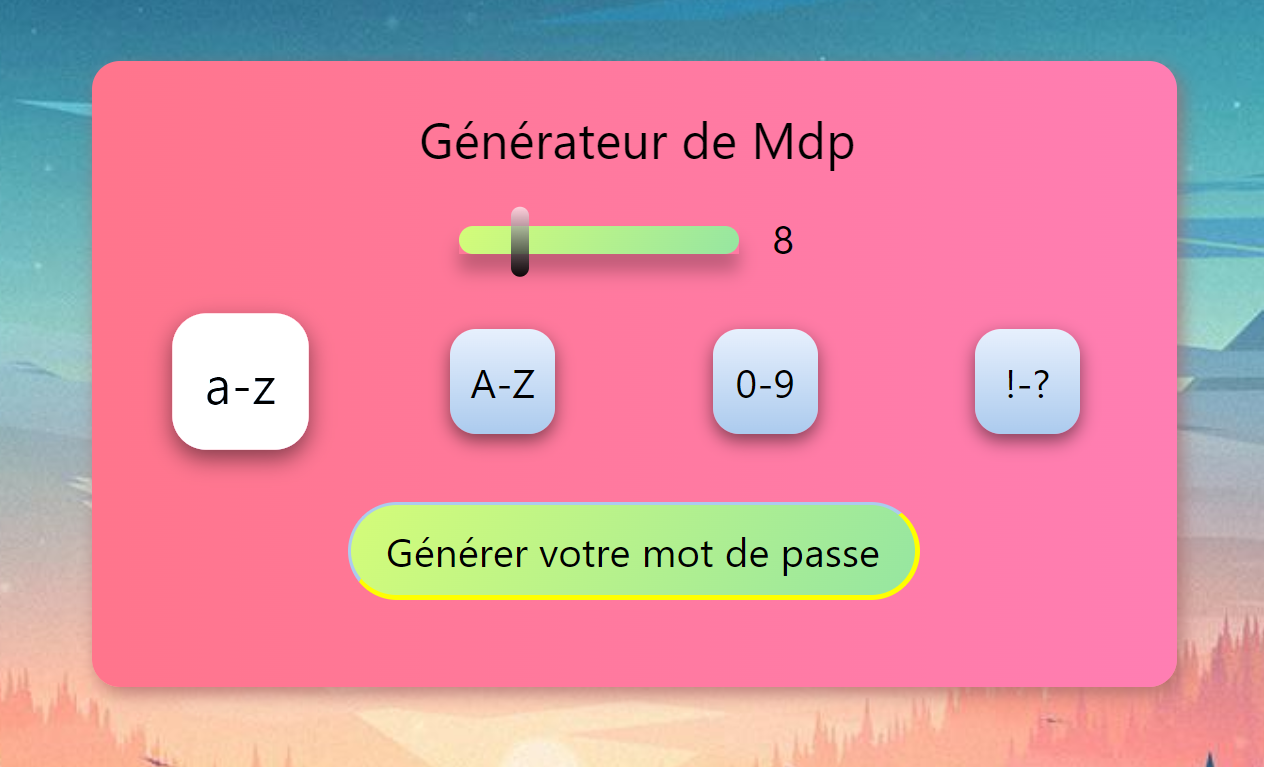 Générateur de Mdp
8
a-z
A-Z
0-9
!-?
Générer votre mot de passe